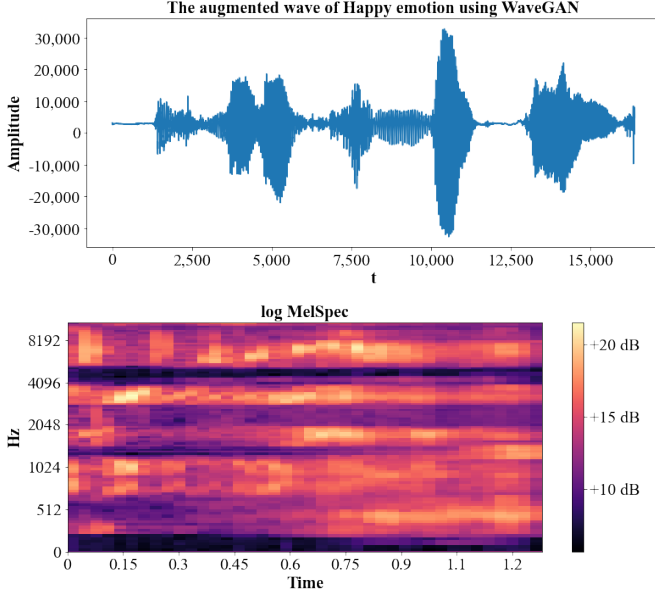 The augmented wave of Happy emotion using WaveGAN
30,000
20,000
10,000
0
-10,000
-20,000
-30,000
Amplitude
0 2,500 5,000 7,500 10,000 12,500 15,000
t
log MelSpec
8192
4096
2048
1024
512
0
Hz
0 0.15 0.3 0.45 0.6 0.75 0.9 1.1 1.2
Time
+20 dB
+15 dB
+10 dB